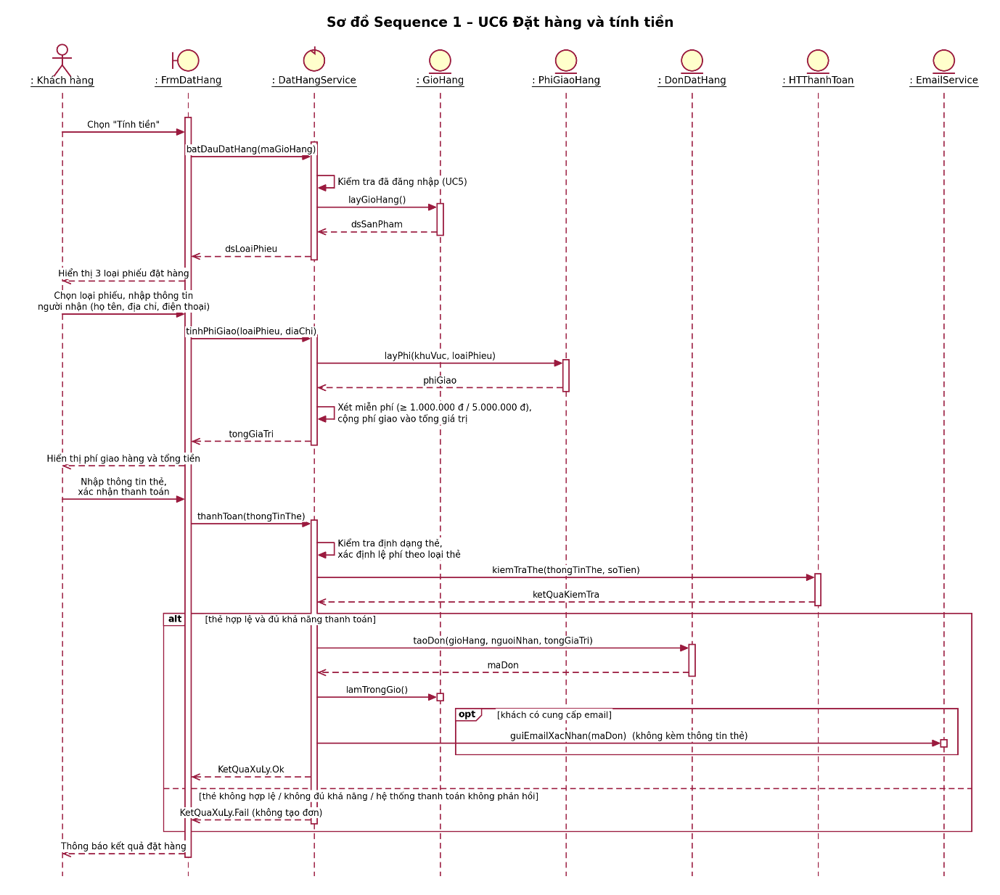 Sơ đồ Sequence 1 – UC6 Đặt hàng và tính tiền
: Khách hàng
: FrmDatHang
: DatHangService
: GioHang
: PhiGiaoHang
: DonDatHang
: HTThanhToan
: EmailService
Chọn "Tính tiền"
batDauDatHang(maGioHang)
Kiểm tra đã đăng nhập (UC5)
layGioHang()
dsSanPham
dsLoaiPhieu
Hiển thị 3 loại phiếu đặt hàng
Chọn loại phiếu, nhập thông tin
người nhận (họ tên, địa chỉ, điện thoại)
tinhPhiGiao(loaiPhieu, diaChi)
layPhi(khuVuc, loaiPhieu)
phiGiao
Xét miễn phí (≥ 1.000.000 đ / 5.000.000 đ),
cộng phí giao vào tổng giá trị
tongGiaTri
Hiển thị phí giao hàng và tổng tiền
Nhập thông tin thẻ,
xác nhận thanh toán
thanhToan(thongTinThe)
Kiểm tra định dạng thẻ,
xác định lệ phí theo loại thẻ
kiemTraThe(thongTinThe, soTien)
ketQuaKiemTra
alt
[thẻ hợp lệ và đủ khả năng thanh toán]
taoDon(gioHang, nguoiNhan, tongGiaTri)
maDon
lamTrongGio()
opt
[khách có cung cấp email]
guiEmailXacNhan(maDon)  (không kèm thông tin thẻ)
KetQuaXuLy.Ok
[thẻ không hợp lệ / không đủ khả năng / hệ thống thanh toán không phản hồi]
KetQuaXuLy.Fail (không tạo đơn)
Thông báo kết quả đặt hàng